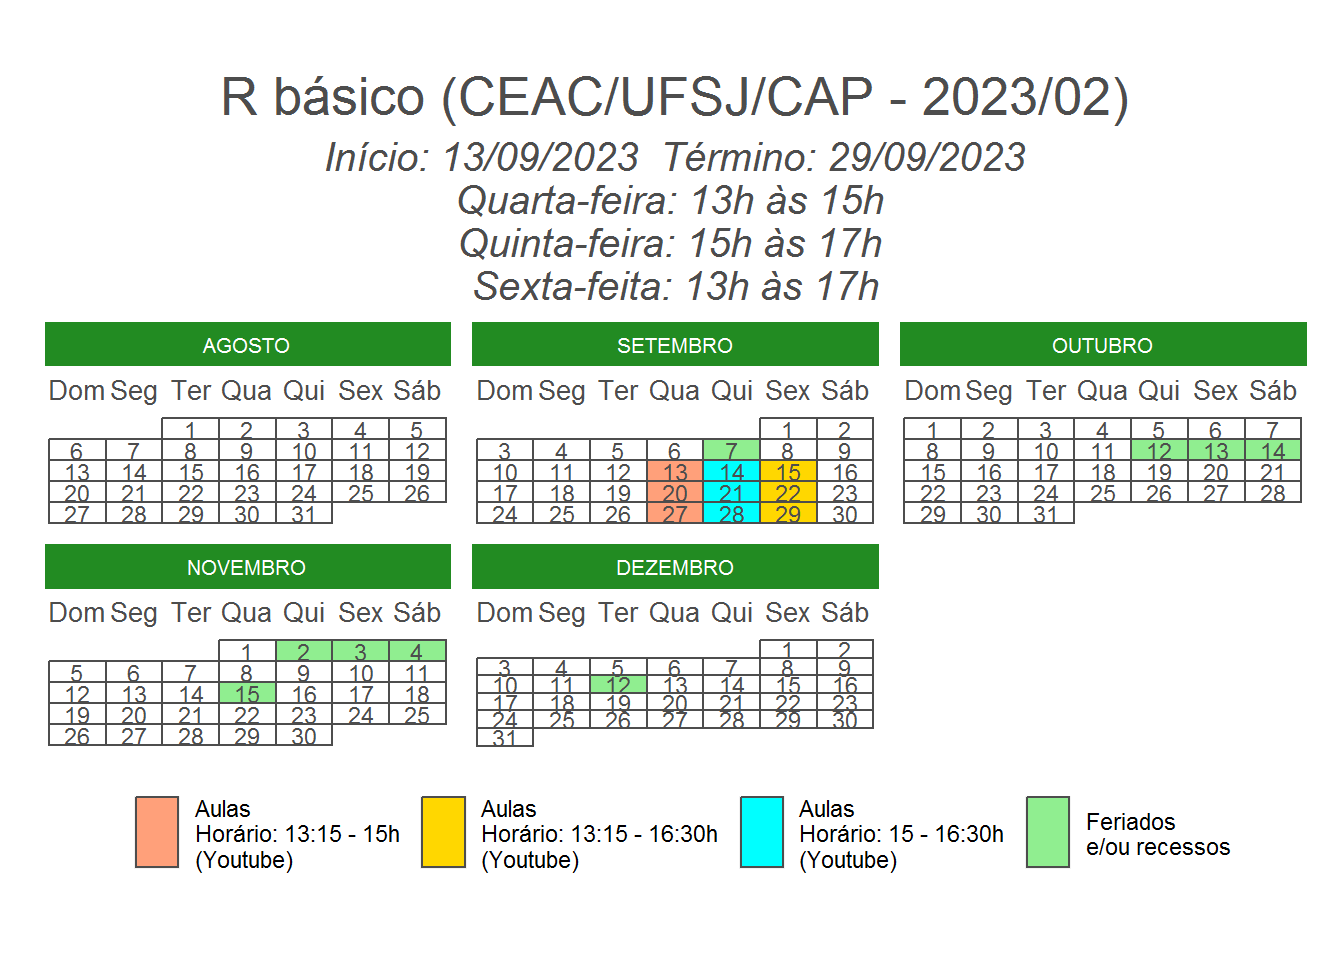 R básico (CEAC/UFSJ/CAP - 2023/02)
Início: 13/09/2023 Término: 29/09/2023
Quarta-feira: 13h às 15h
Quinta-feira: 15h às 17h
Sexta-feita: 13h às 17h
AGOSTO
Dom Seg Ter Qua Qui Sex Sáb
1 2 3 4 5
6 7 8 9 10 11 12
13 14 15 16 17 18 19
20 21 22 23 24 25 26
27 28 29 30 31
SETEMBRO
Dom Seg Ter Qua Qui Sex Sáb
1 2
3 4 5 6 7 8 9
10 11 12 13 14 15 16
17 18 19 20 21 22 23
24 25 26 27 28 29 30
OUTUBRO
Dom Seg Ter Qua Qui Sex Sáb
1 2 3 4 5 6 7
8 9 10 11 12 13 14
15 16 17 18 19 20 21
22 23 24 25 26 27 28
29 30 31
NOVEMBRO
Dom Seg Ter Qua Qui Sex Sáb
1 2 3 4
5 6 7 8 9 10 11
12 13 14 15 16 17 18
19 20 21 22 23 24 25
26 27 28 29 30
DEZEMBRO
Dom Seg Ter Qua Qui Sex Sáb
1 2
3 4 5 6 7 8 9
10 11 12 13 14 15 16
17 18 19 20 21 22 23
24 25 26 27 28 29 30
31
Aulas
Horário: 13:15 - 15h
(Youtube)
Aulas
Horário: 13:15 - 16:30h
(Youtube)
Aulas
Horário: 15 - 16:30h
(Youtube)
Feriados
e/ou recessos